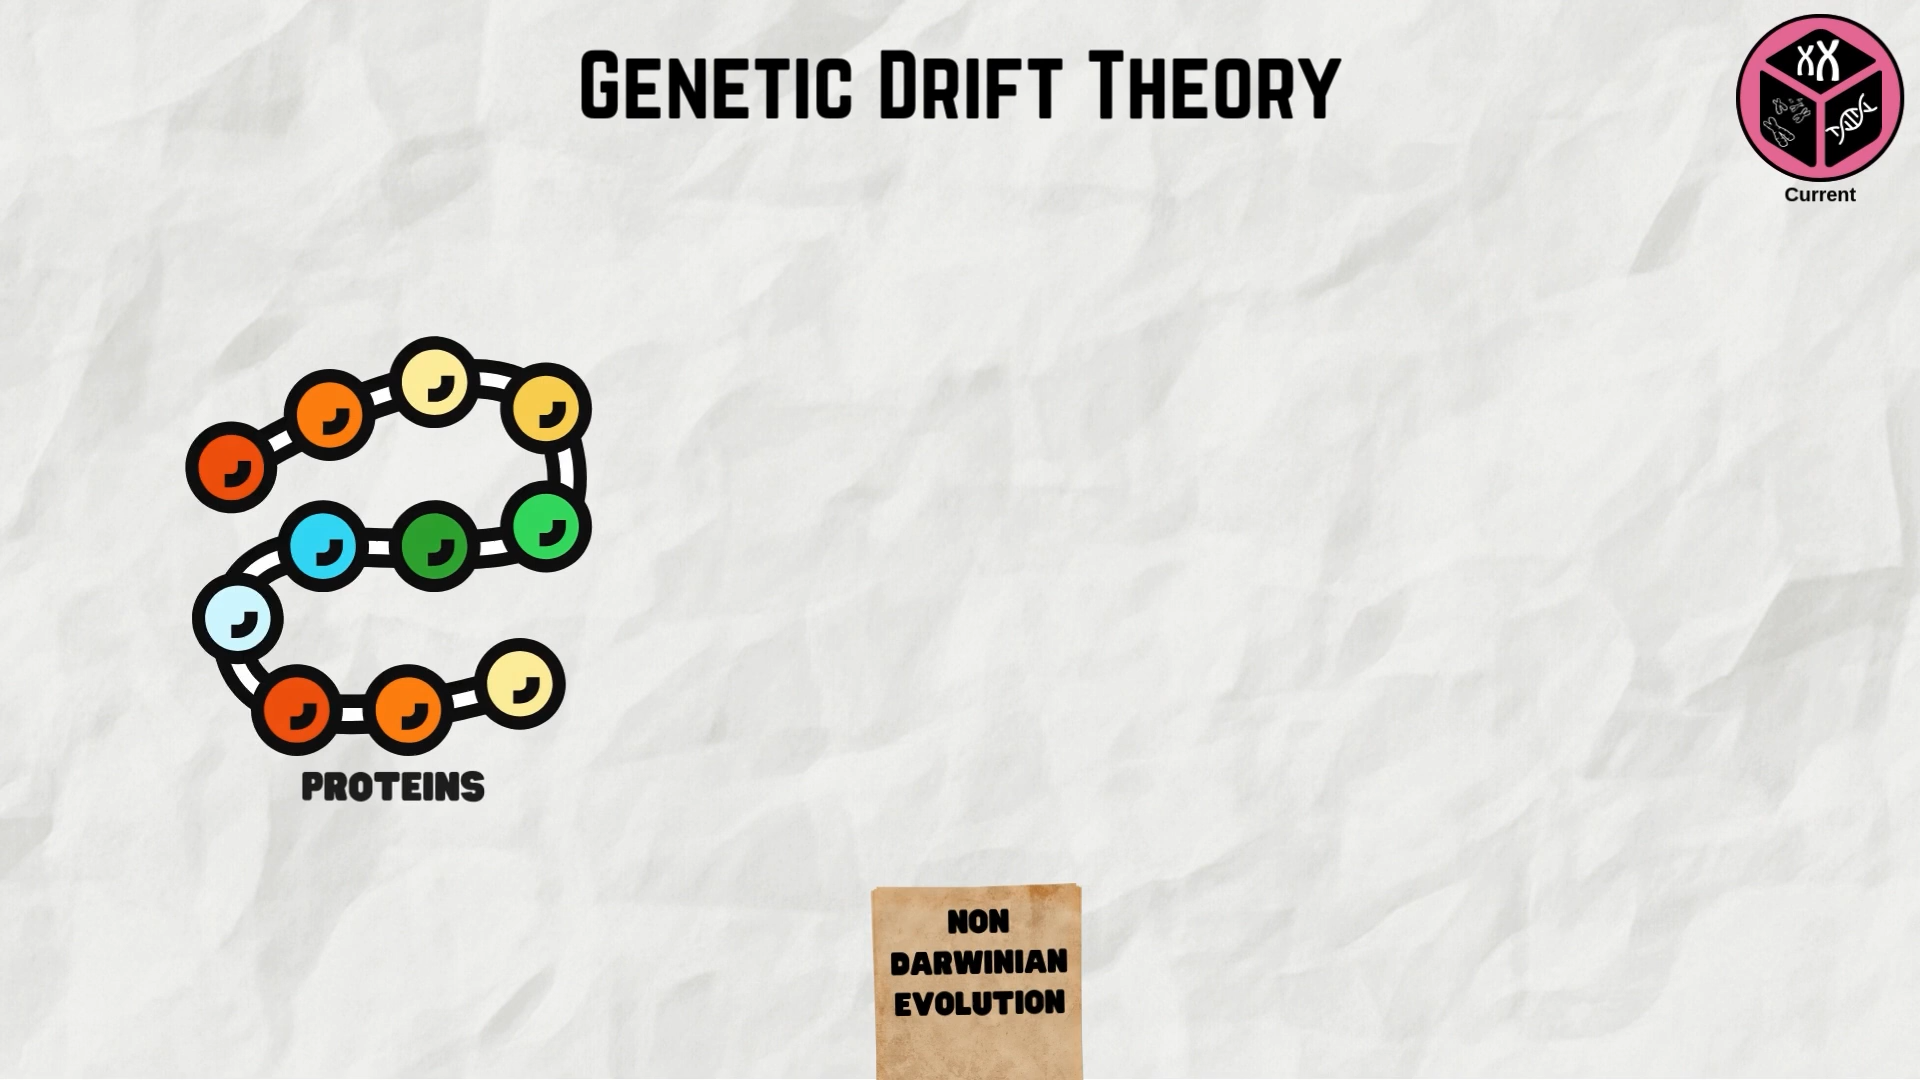 Genetic Drift Theory
Current
PROTEINS
NON
DARWINIAN
EVOLUTION